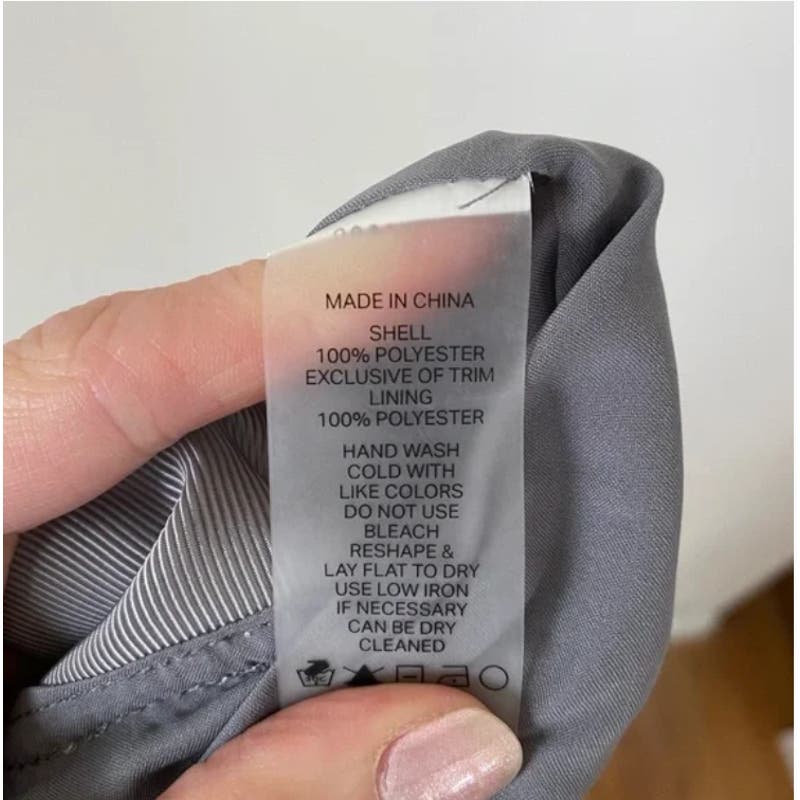 MADE IN CHINA
SHELL
100% POLYESTER
EXCLUSIVE OF TRIM
LINING
100% POLYESTER
HAND WASH
COLD WITH
LIKE COLORS
DO NOT USE
BLEACH
RESHAPE &
LAY FLAT TO DRY
USE LOW IRON
IF NECESSARY
CAN BE DRY
CLEANED